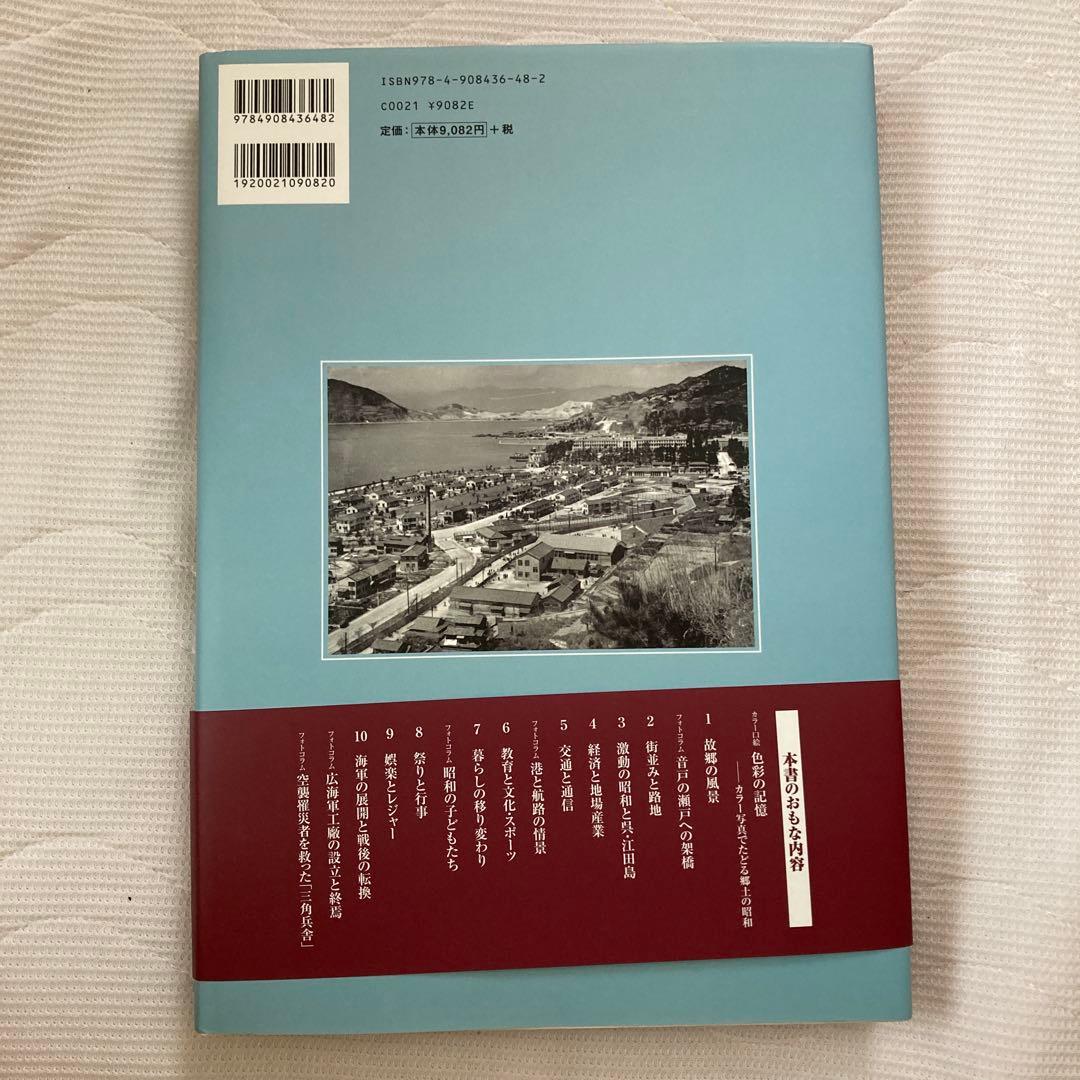 ISBN978-4-908436-48-2
C0021 ¥9082E
定価：本体9,082円＋税
9784908436482
1920021090820
本書のおもな内容
カラー口絵 色彩の記憶
――カラー写真でたどる郷土の昭和
1 故郷の風景
フォトコラム 音戸の瀬戸への架橋
2 街並みと路地
3 激動の昭和と呉・江田島
4 経済と地場産業
5 交通と通信
フォトコラム 港と航路の情景
6 教育と文化・スポーツ
7 暮らしの移り変わり
フォトコラム 昭和の子どもたち
8 祭りと行事
9 娯楽とレジャー
10 海軍の展開と戦後の転換
フォトコラム 広海軍工廠の設立と終焉
フォトコラム 空襲罹災者を救った「三角兵舎」